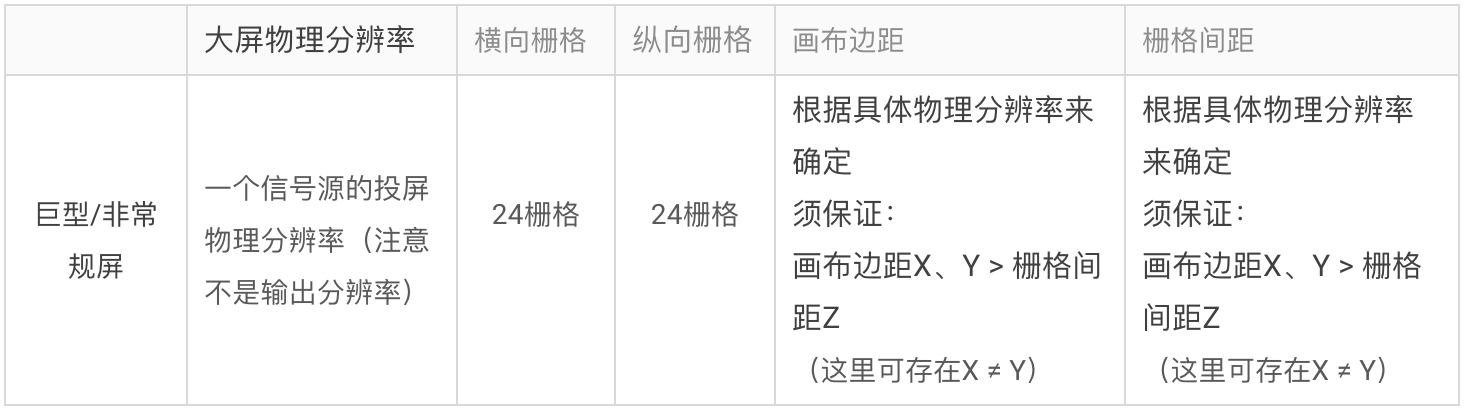 大屏物理分辨率
横向栅格
纵向栅格
画布边距
栅格间距
巨型/非常
规屏
一个信号源的投屏
物理分辨率（注意
不是输出分辨率）
24栅格
24栅格
根据具体物理分辨率来
确定
须保证：
画布边距X、Y > 栅格间
距Z
（这里可存在X ≠ Y）
根据具体物理分辨率
来确定
须保证：
画布边距X、Y > 栅格
间距Z
（这里可存在X ≠ Y）